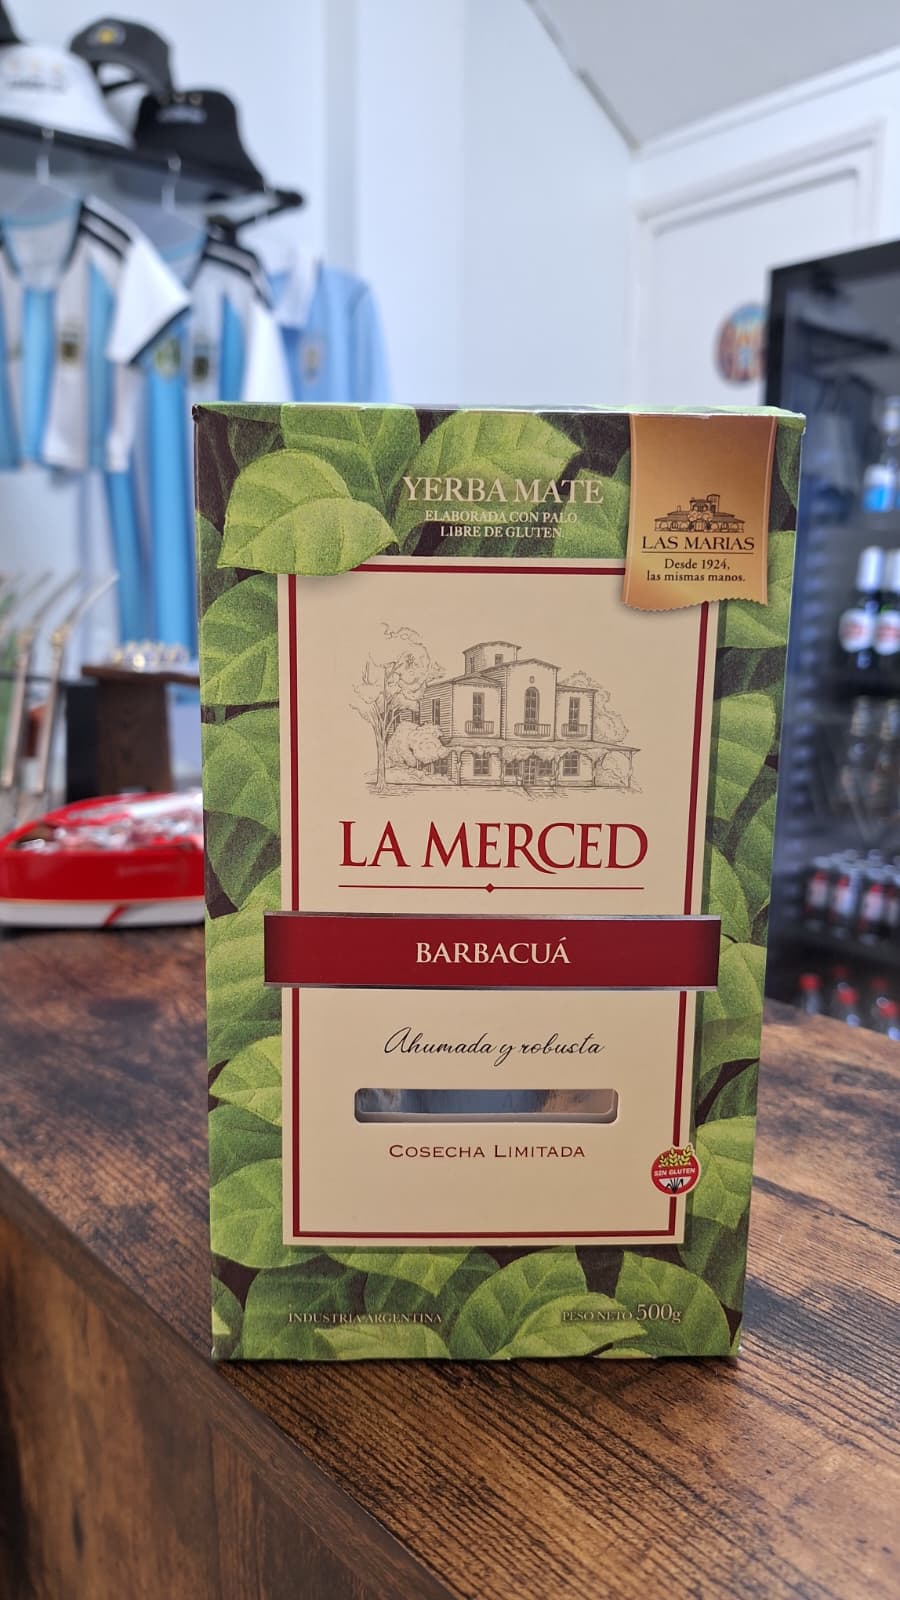 YERBA MATE
ELABORADA CON PALO
LIBRE DE GLUTEN
LAS MARIAS
Desde 1924,
las mismas manos.
LA MERCED
BARBACUÁ
Ahumada y robusta
COSECHA LIMITADA
SIN GLUTEN
INDUSTRIA ARGENTINA
PESO NETO 500g